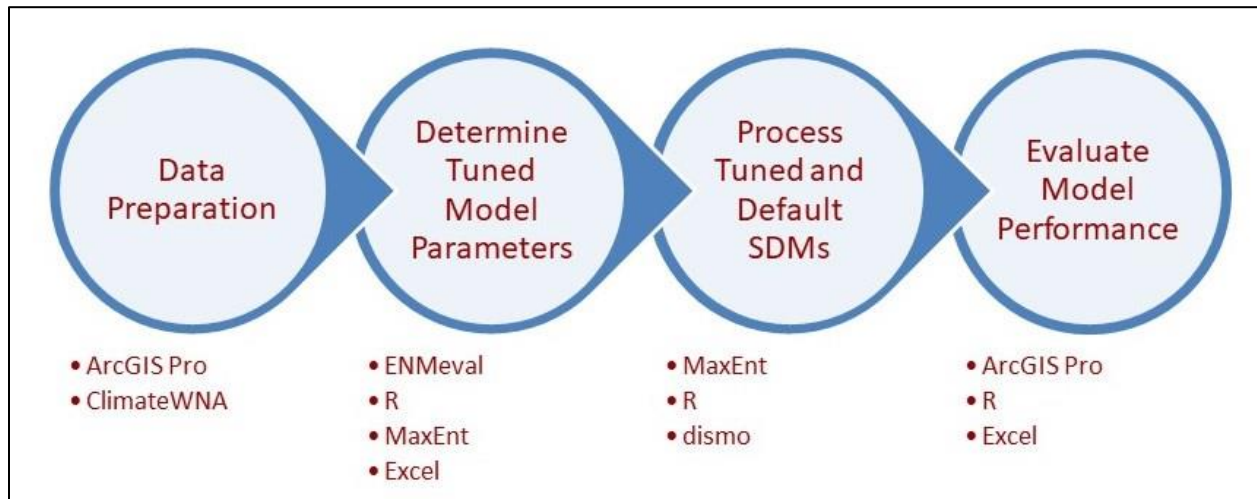 Data
Preparation
Determine
Tuned
Model
Parameters
Process
Tuned and
Default
SDMs
Evaluate
Model
Performance
• ArcGIS Pro
• ClimateWNA
• ENMeval
• R
• MaxEnt
• Excel
• MaxEnt
• R
• dismo
• ArcGIS Pro
• R
• Excel